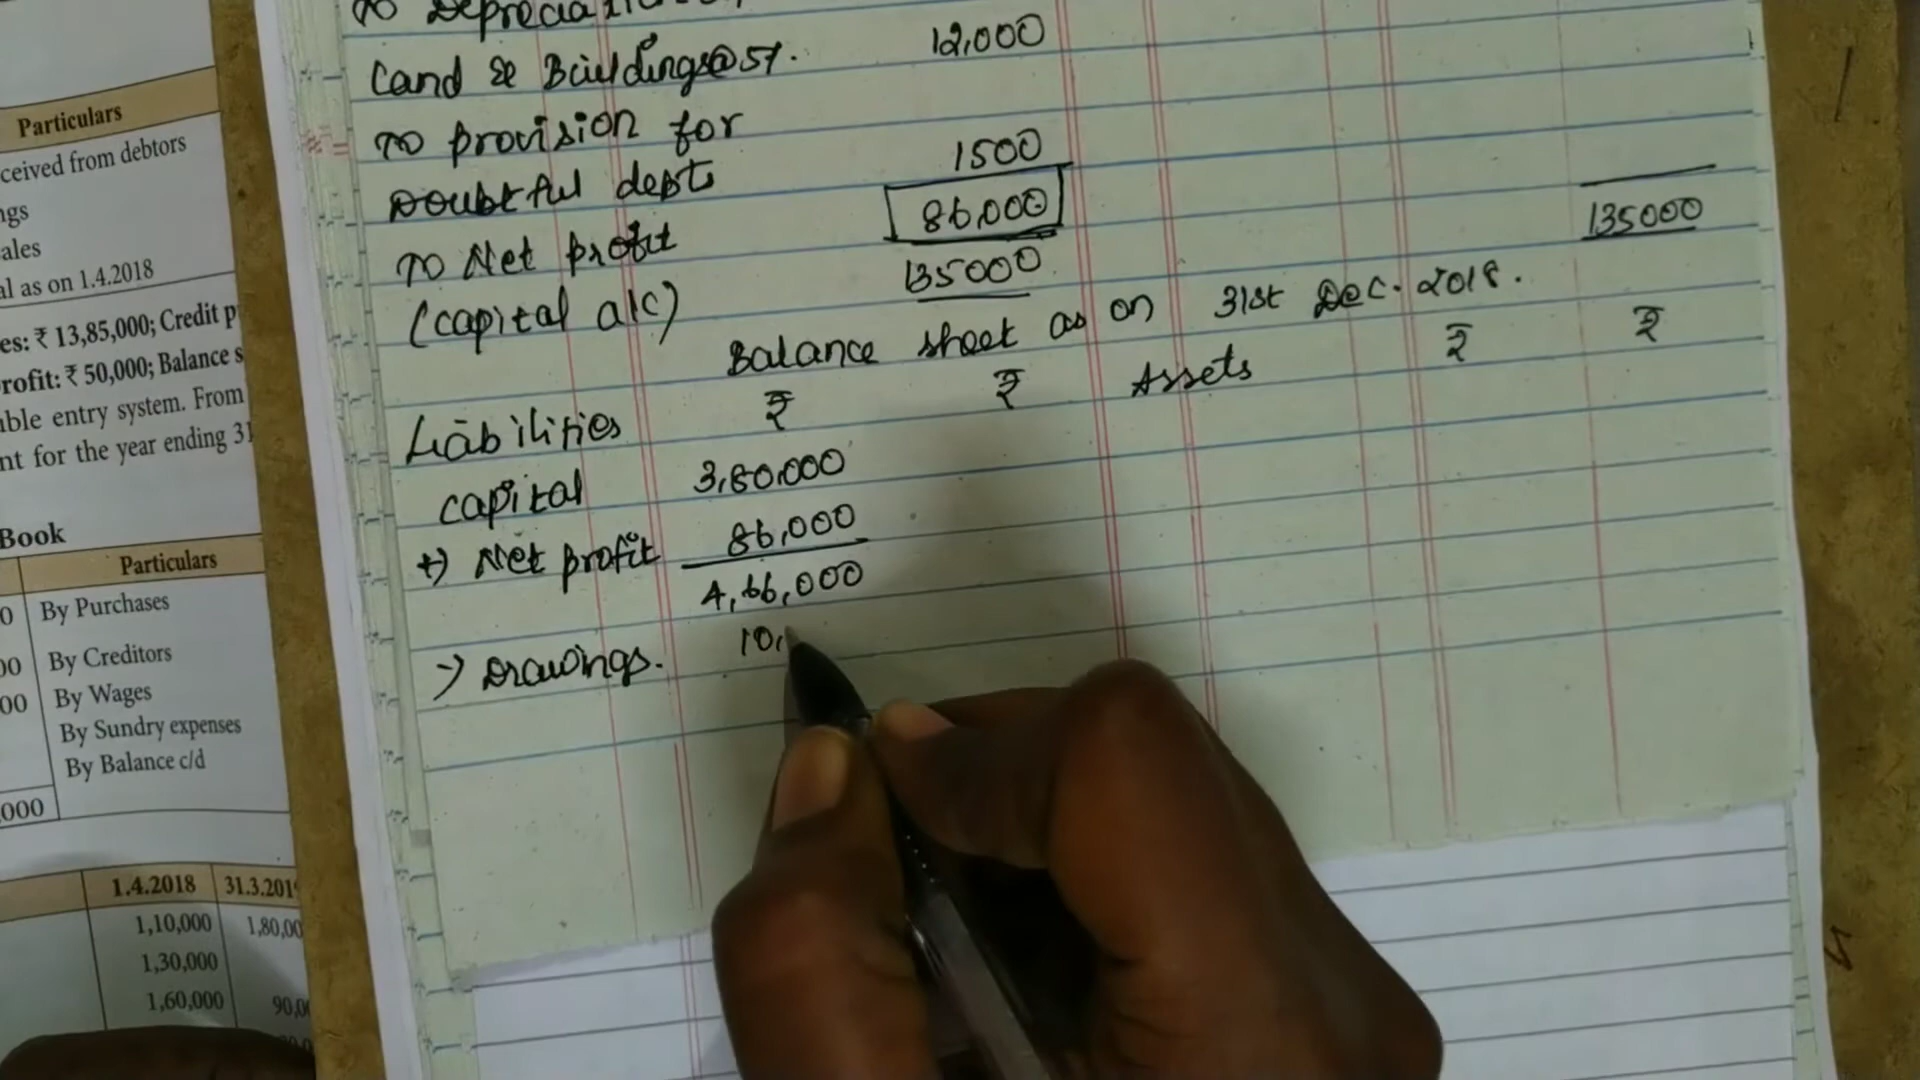 Particulars
ceived from debtors
ngs
ales
al as on 1.4.2018
es: ₹ 13,85,000; Credit p
rofit: ₹ 50,000; Balance s
ble entry system. From
nt for the year ending 31
Book
Particulars
0 By Purchases
00 By Creditors
00 By Wages
By Sundry expenses
By Balance c/d
000
1.4.2018 31.3.201
1,10,000 1,80,00
1,30,000
1,60,000 90,00
To Depreciation
Land & Buildings@5%. 12,000
To provision for
Doubtful debts 1500
To Net profit 86,000 135000
(capital a/c) 135000
Balance sheet as on 31st Dec. 2018.
Liabilities ₹ ₹ Assets ₹ ₹
capital 3,80,000
+) Net profit 86,000
4,66,000
-) Drawings. 10,